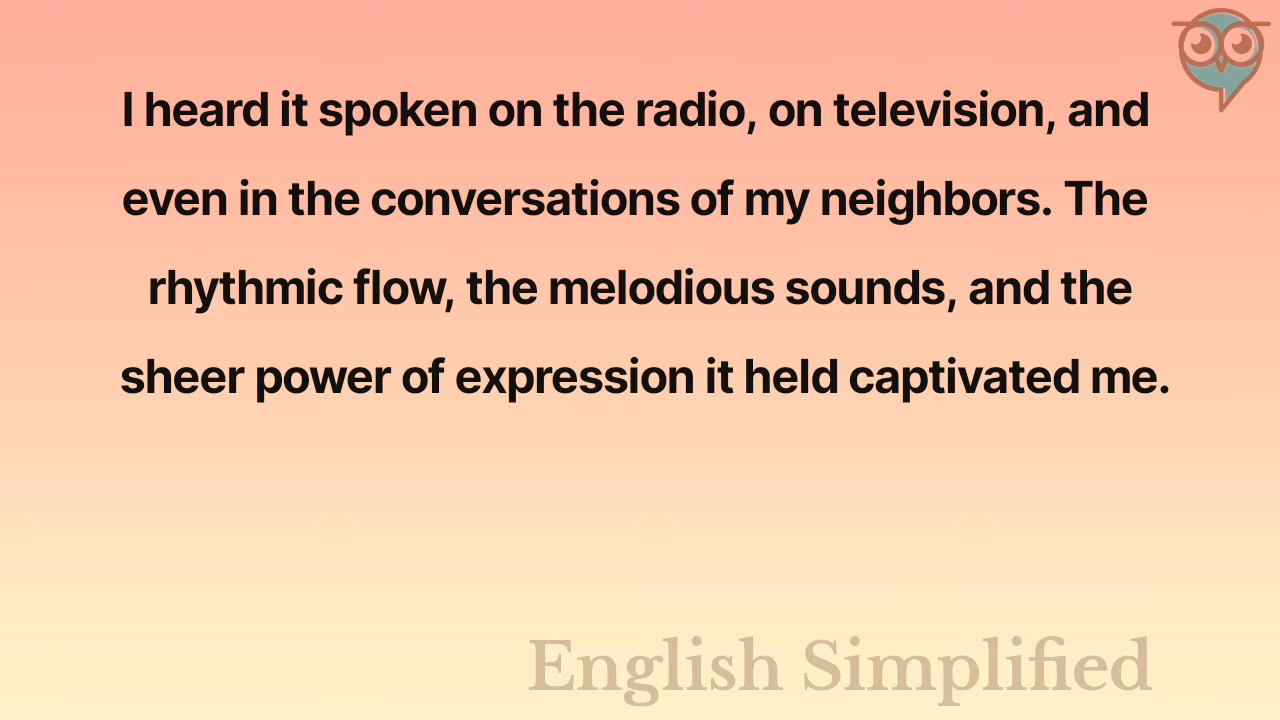 I heard it spoken on the radio, on television, and
even in the conversations of my neighbors. The
rhythmic flow, the melodious sounds, and the
sheer power of expression it held captivated me.
English Simplified